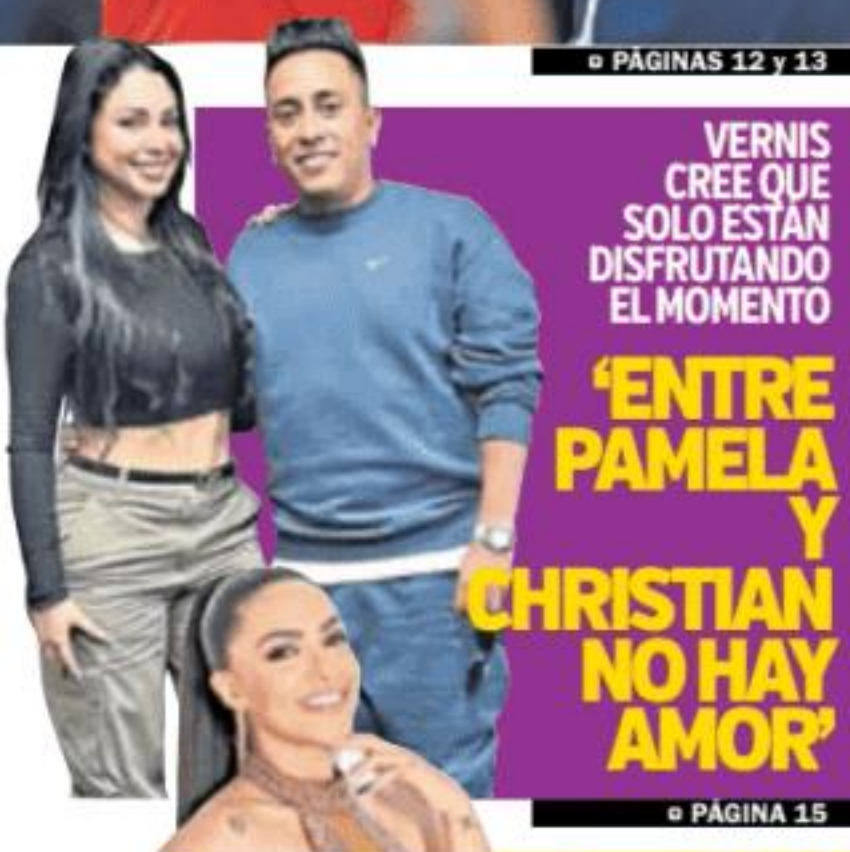 ▫ PÁGINAS 12 y 13
VERNIS
CREE QUE
SOLO ESTÁN
DISFRUTANDO
EL MOMENTO
‘ENTRE
PAMELA
Y
CHRISTIAN
NO HAY
AMOR’
▫ PÁGINA 15